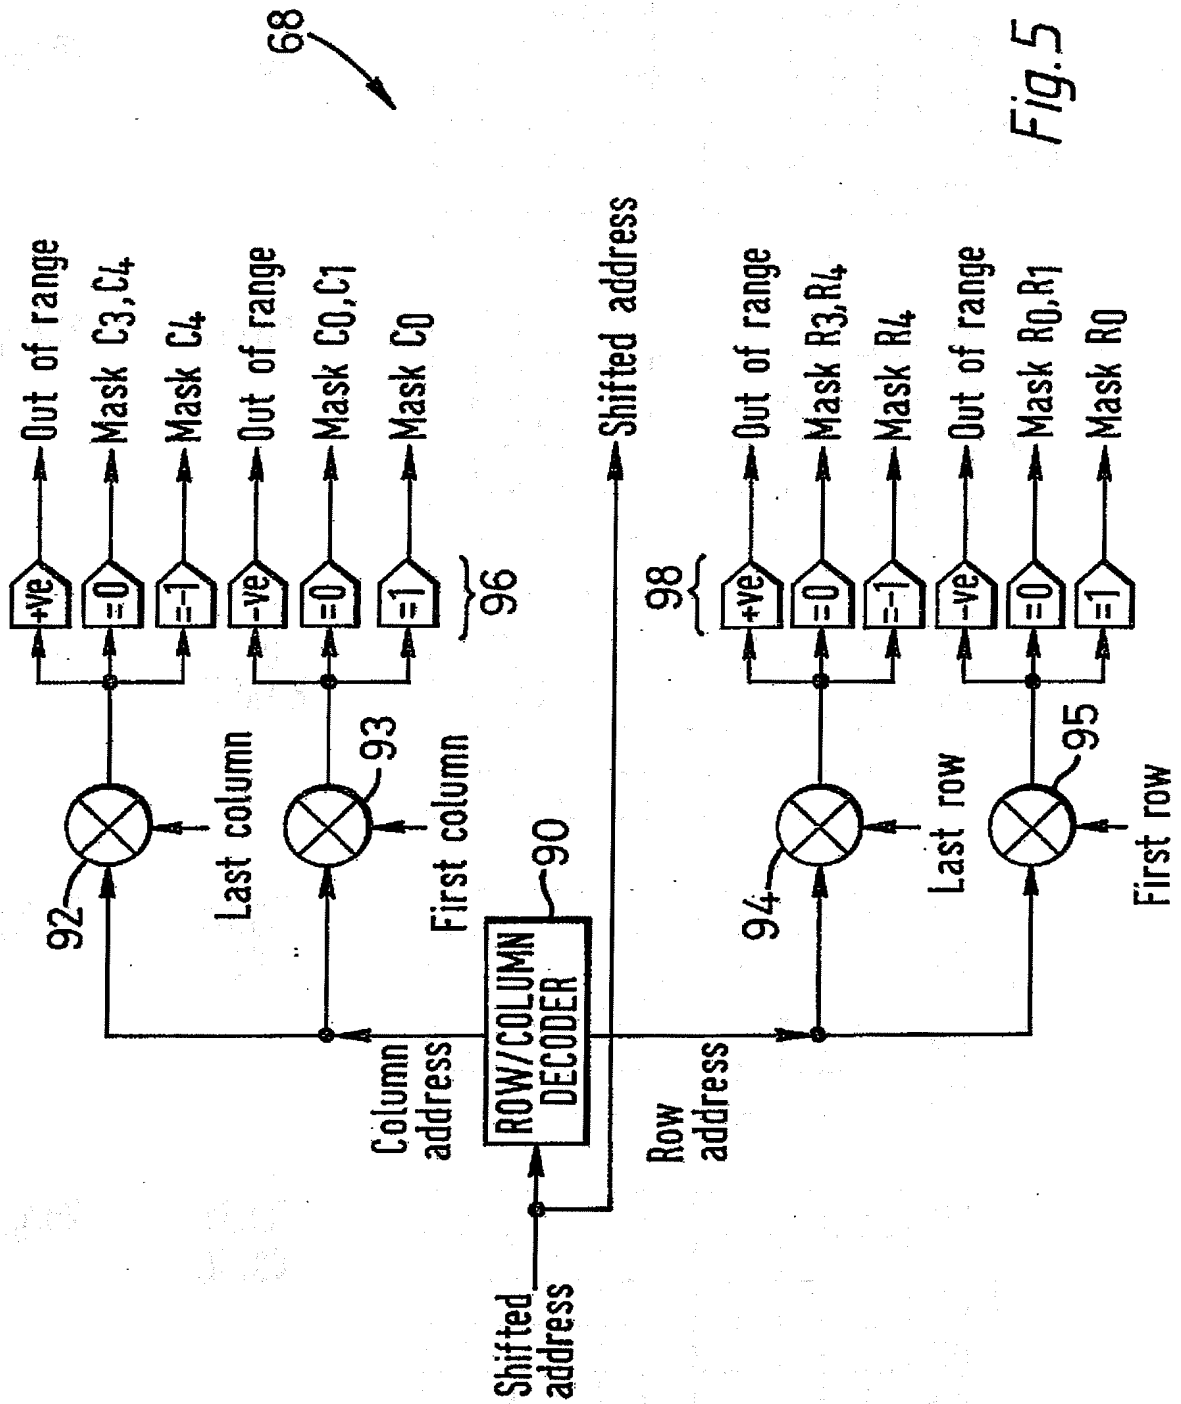 68
+ve
Out of range
=0
Mask C3,C4
=-1
Mask C4
-ve
Out of range
=0
Mask C0,C1
=1
Mask C0
96
92
Last column
93
First column
Column
address
ROW/COLUMN
DECODER
90
Shifted
address
Shifted address
Row
address
98
+ve
Out of range
=0
Mask R3,R4
=-1
Mask R4
-ve
Out of range
=0
Mask R0,R1
=1
Mask R0
94
Last row
95
First row
Fig.5